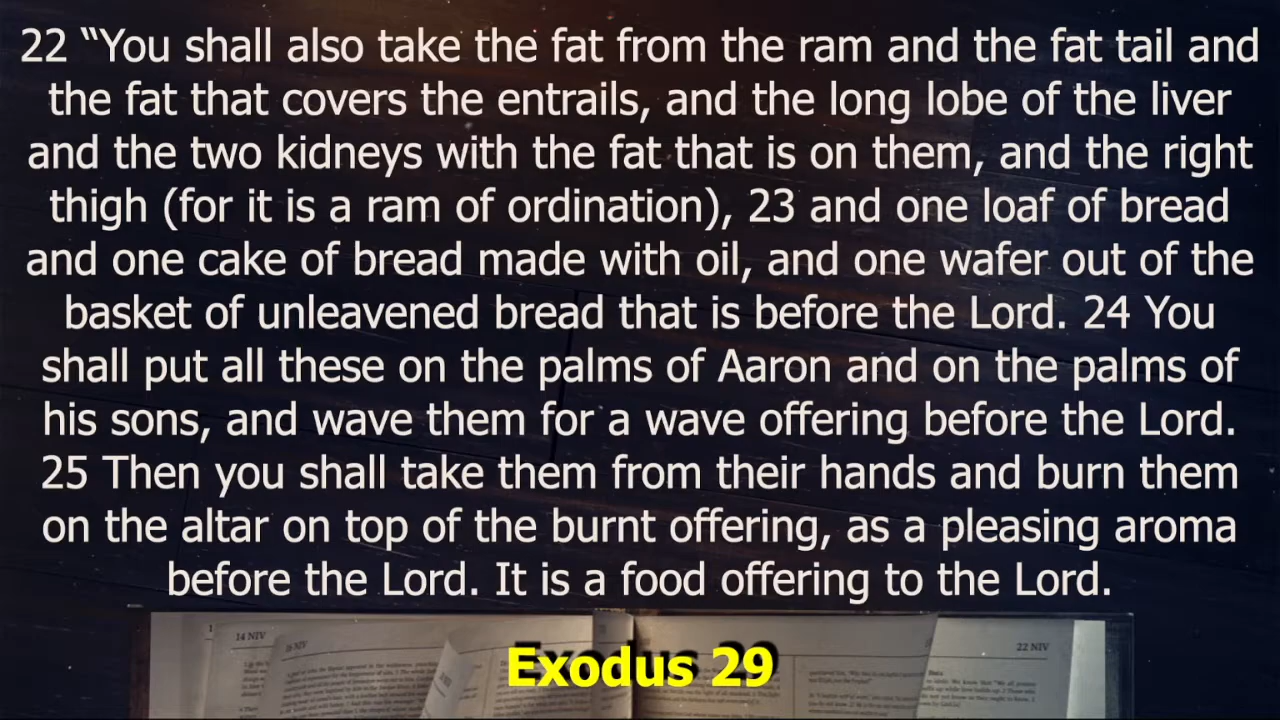 22 “You shall also take the fat from the ram and the fat tail and
the fat that covers the entrails, and the long lobe of the liver
and the two kidneys with the fat that is on them, and the right
thigh (for it is a ram of ordination), 23 and one loaf of bread
and one cake of bread made with oil, and one wafer out of the
basket of unleavened bread that is before the Lord. 24 You
shall put all these on the palms of Aaron and on the palms of
his sons, and wave them for a wave offering before the Lord.
25 Then you shall take them from their hands and burn them
on the altar on top of the burnt offering, as a pleasing aroma
before the Lord. It is a food offering to the Lord.
14 NIV
22 NIV
Exodus 29